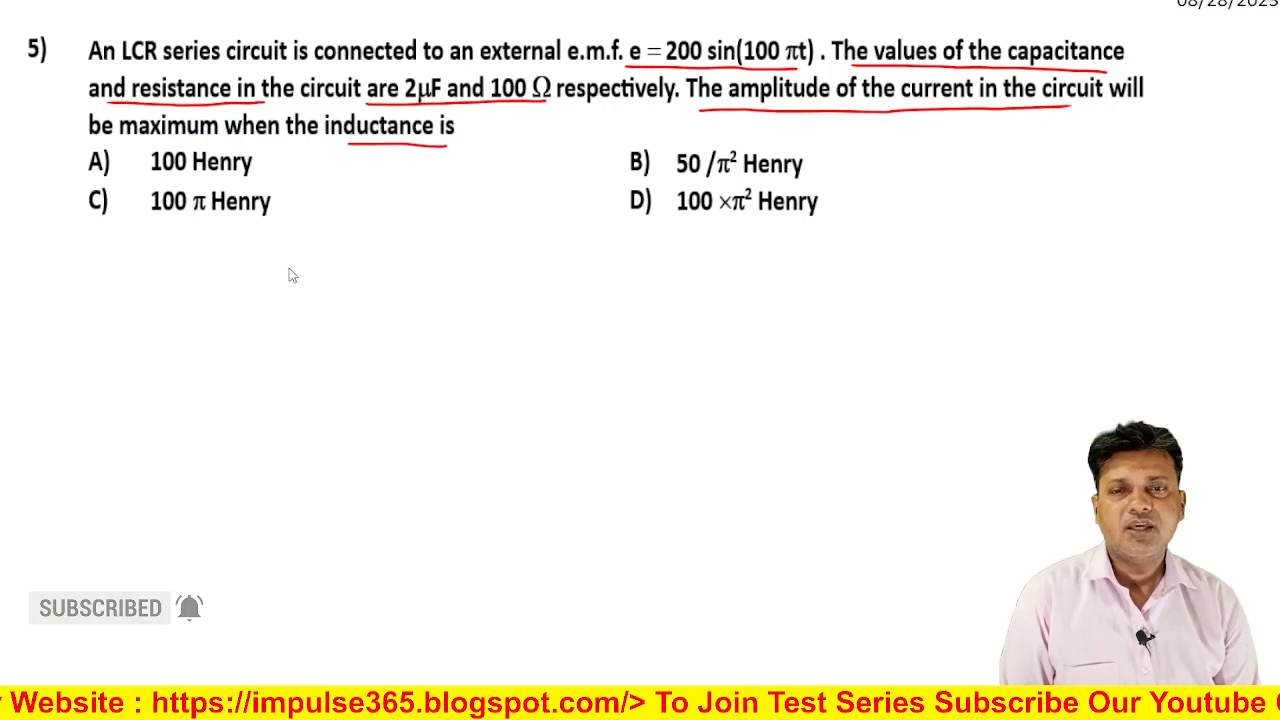 08/28/2025
5) An LCR series circuit is connected to an external e.m.f. e = 200 sin(100 πt) . The values of the capacitance
and resistance in the circuit are 2μF and 100 Ω respectively. The amplitude of the current in the circuit will
be maximum when the inductance is
A) 100 Henry B) 50 /π² Henry
C) 100 π Henry D) 100 ×π² Henry
SUBSCRIBED
Website : https://impulse365.blogspot.com/> To Join Test Series Subscribe Our Youtube